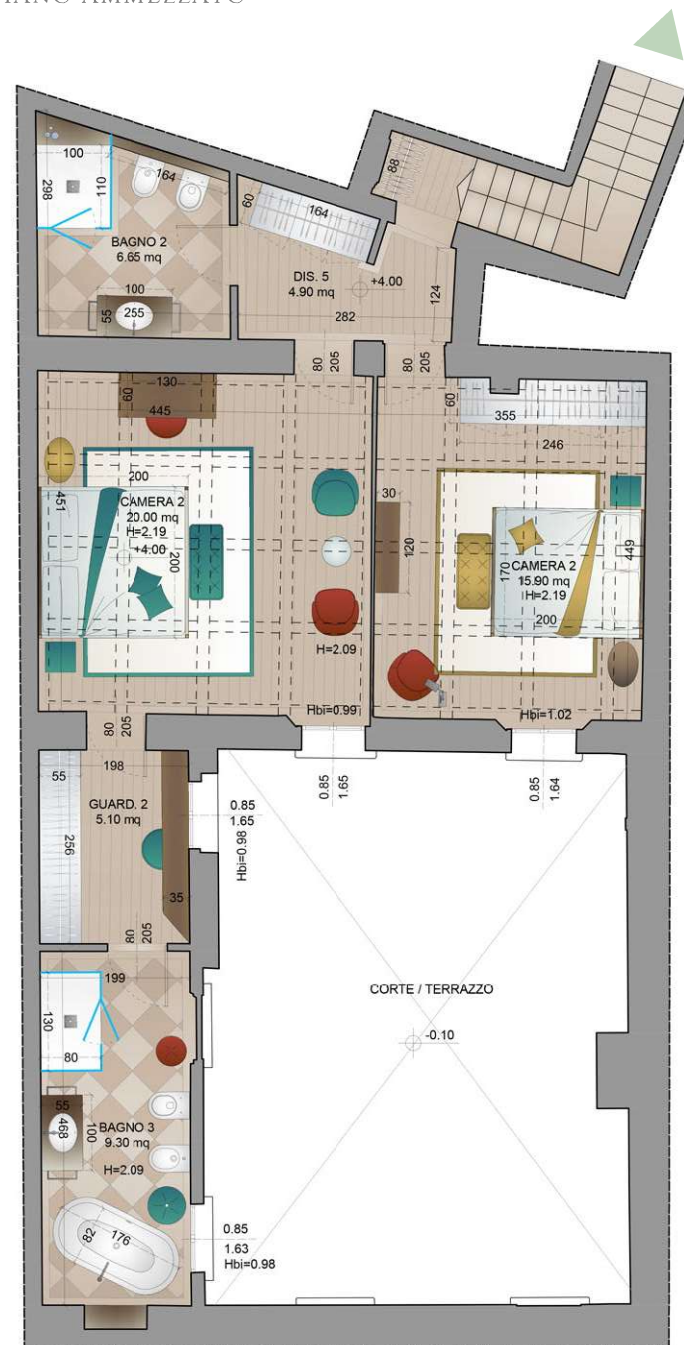 100
298
110
164
BAGNO 2
6.65 mq
100
55
255
60
164
88
DIS. 5
4.90 mq
+4.00
124
282
80
205
80
205
130
60
445
200
451
CAMERA 2
20.00 mq
H=2.19
+4.00
200
H=2.09
Hbi=0.99
60
355
246
30
120
170
CAMERA 2
15.90 mq
H=2.19
449
200
Hbi=1.02
80
205
198
55
GUARD. 2
5.10 mq
256
35
0.85
1.65
Hbi=0.98
0.85
1.65
0.85
1.64
80
205
199
130
80
CORTE / TERRAZZO
-0.10
55
468
100
BAGNO 3
9.30 mq
H=2.09
82
176
0.85
1.63
Hbi=0.98